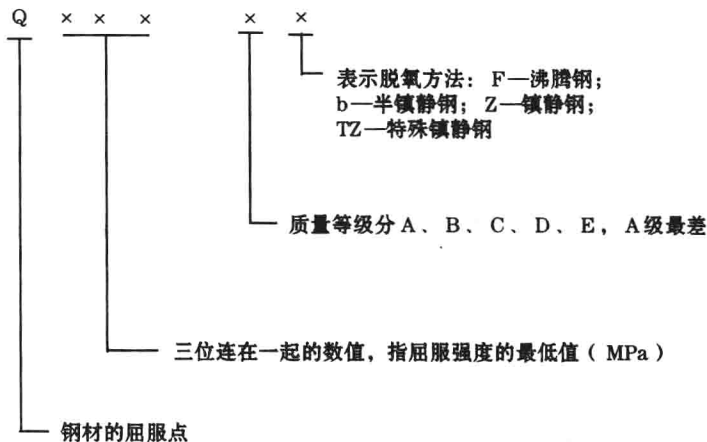 Q × × × × ×
表示脱氧方法：F—沸腾钢；
b—半镇静钢；Z—镇静钢；
TZ—特殊镇静钢
质量等级分A、B、C、D、E，A级最差
三位连在一起的数值，指屈服强度的最低值（MPa）
钢材的屈服点